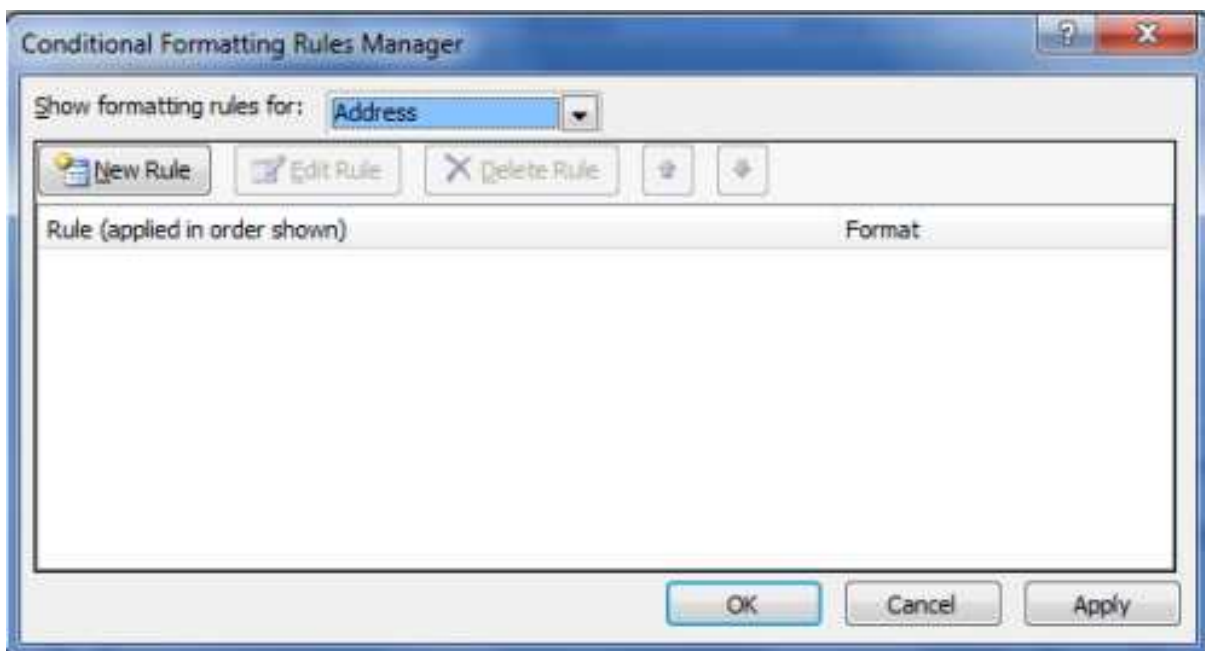 Conditional Formatting Rules Manager
Show formatting rules for: Address
New Rule Edit Rule Delete Rule
Rule (applied in order shown) Format
OK Cancel Apply